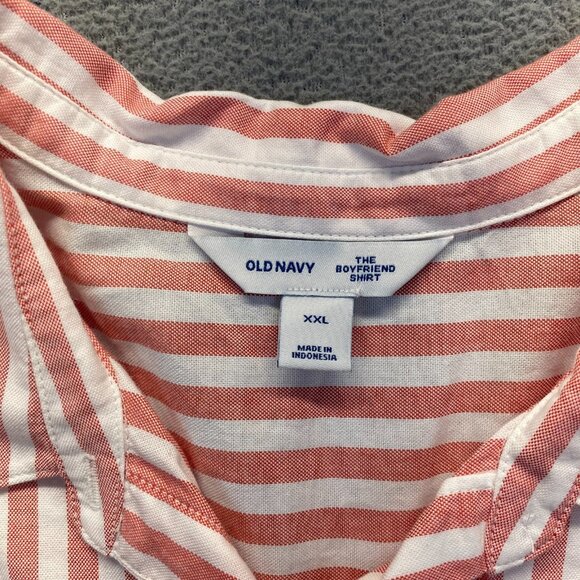 OLD NAVY
THE
BOYFRIEND
SHIRT
XXL
MADE IN
INDONESIA